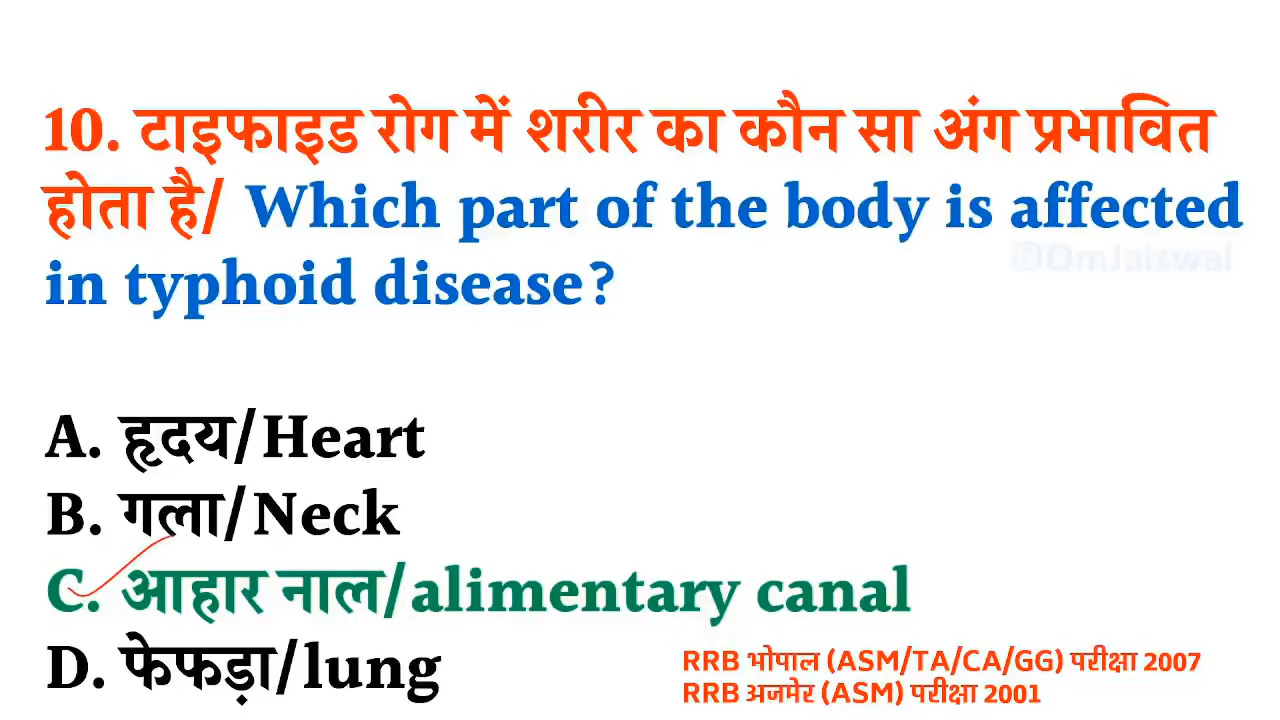 10. टाइफाइड रोग में शरीर का कौन सा अंग प्रभावित
होता है/ Which part of the body is affected
@OmJaiswal
in typhoid disease?
A. हृदय/Heart
B. गला/Neck
C. आहार नाल/alimentary canal
D. फेफड़ा/lung
RRB भोपाल (ASM/TA/CA/GG) परीक्षा 2007
RRB अजमेर (ASM) परीक्षा 2001